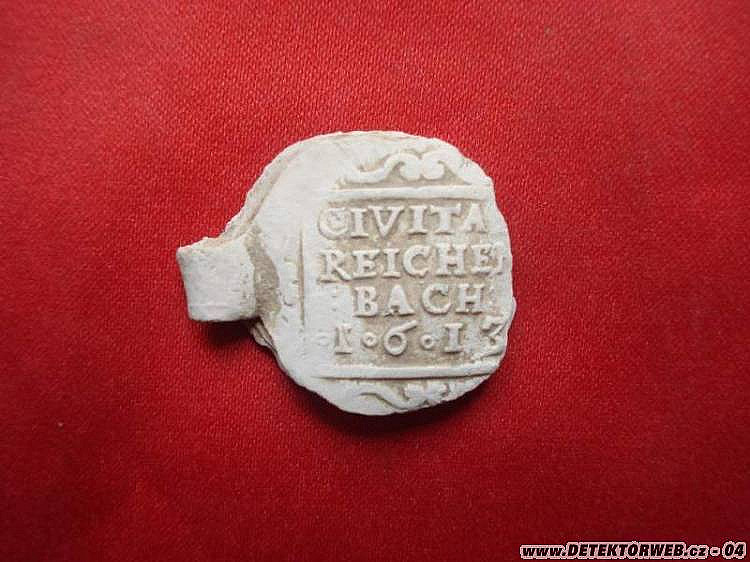 CIVITA
REICHE
BACH
·1·6·13
www.DETEKTORWEB.cz - 04